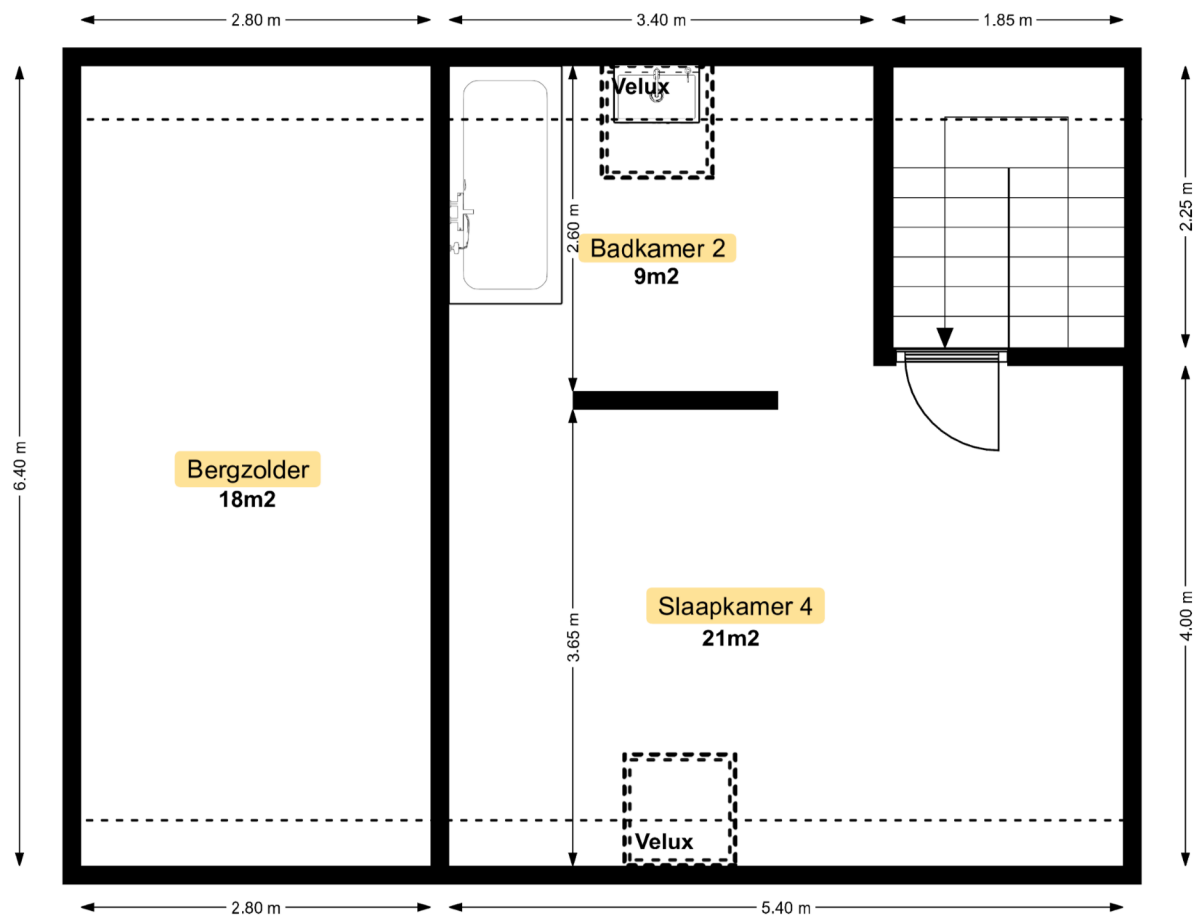 2.80 m
3.40 m
1.85 m
Velux
2.60 m
2.25 m
Badkamer 2
9m2
6.40 m
Bergzolder
18m2
Slaapkamer 4
21m2
3.65 m
4.00 m
Velux
2.80 m
5.40 m